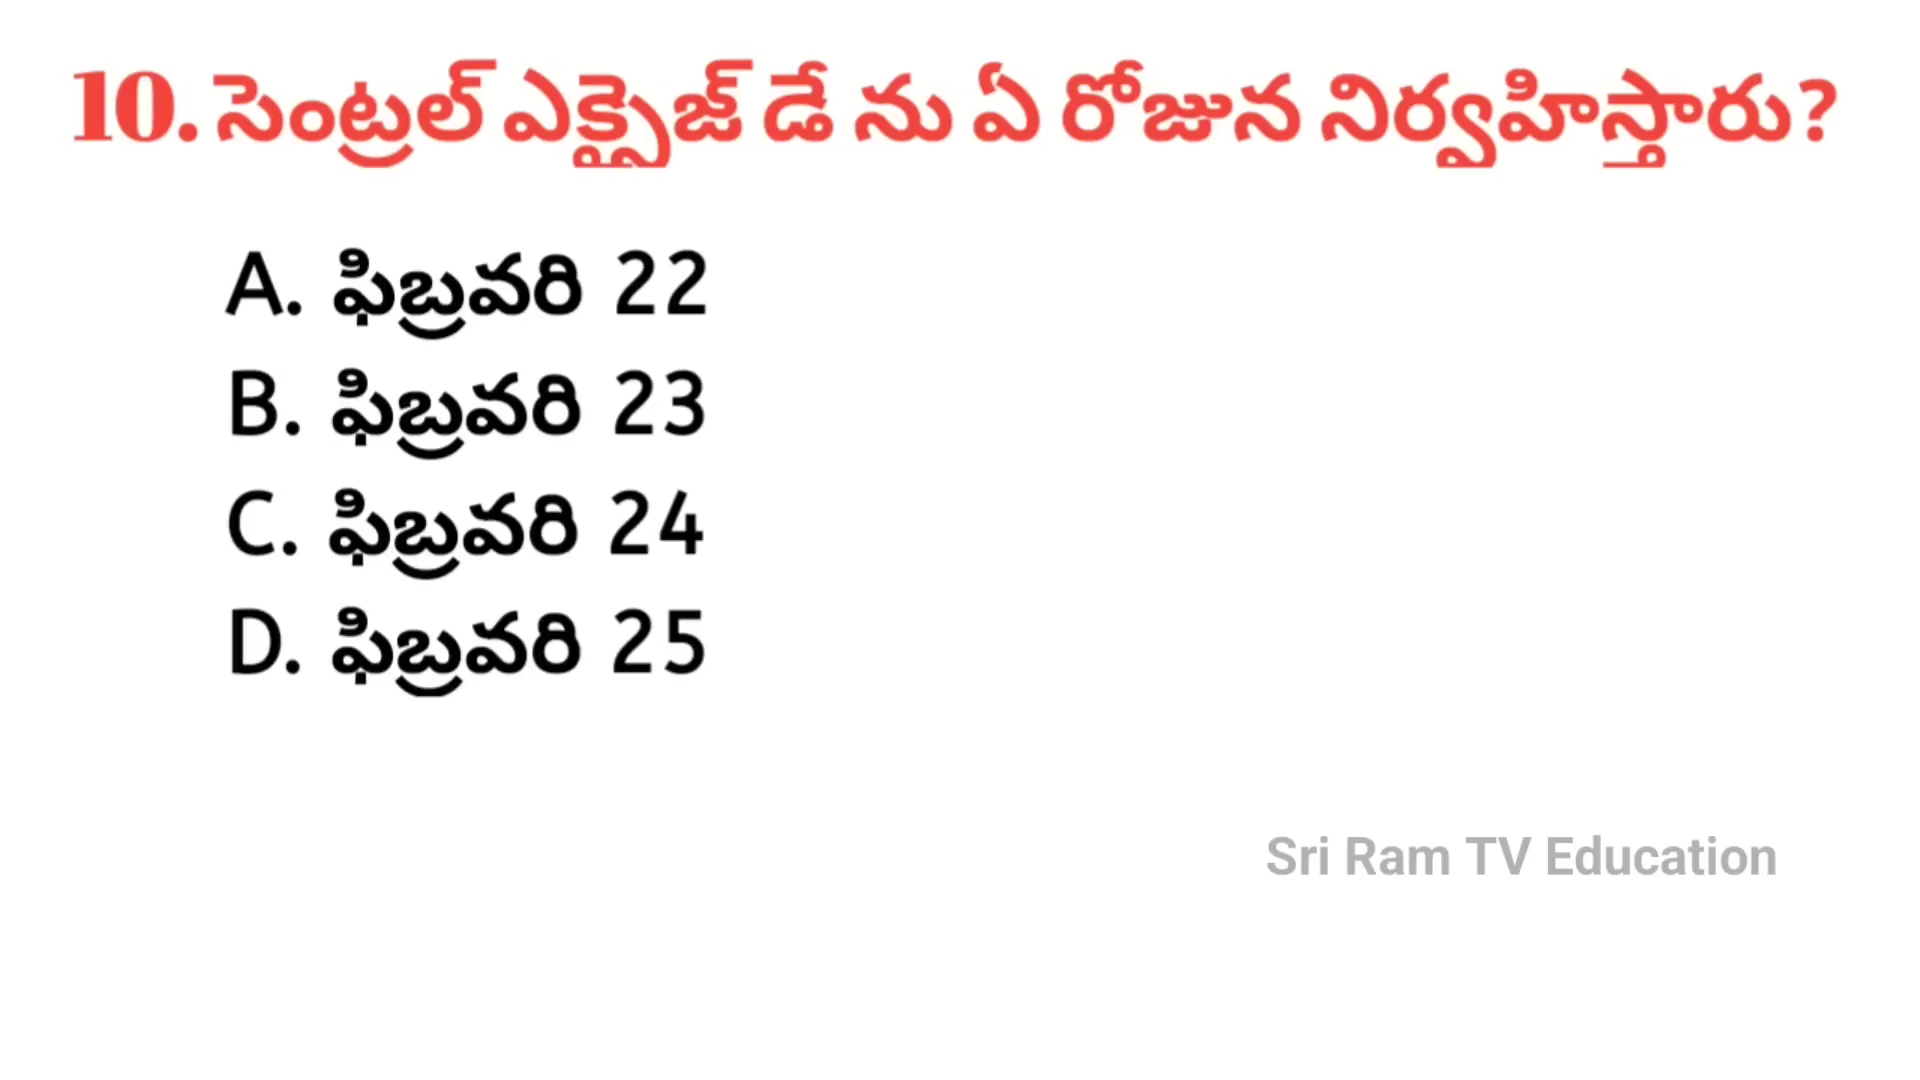 10. సెంట్రల్ ఎక్సైజ్ డే ను ఏ రోజున నిర్వహిస్తారు?
A. ఫిబ్రవరి 22
B. ఫిబ్రవరి 23
C. ఫిబ్రవరి 24
D. ఫిబ్రవరి 25
Sri Ram TV Education